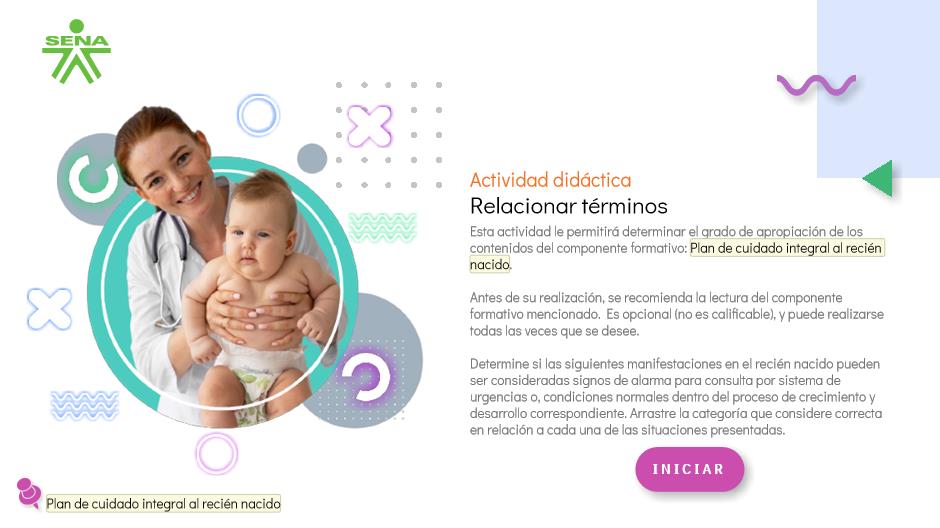 SENA
Actividad didáctica
Relacionar términos
Esta actividad le permitirá determinar el grado de apropiación de los
contenidos del componente formativo: Plan de cuidado integral al recién
nacido.
Antes de su realización, se recomienda la lectura del componente
formativo mencionado. Es opcional (no es calificable), y puede realizarse
todas las veces que se desee.
Determine si las siguientes manifestaciones en el recién nacido pueden
ser consideradas signos de alarma para consulta por sistema de
urgencias o, condiciones normales dentro del proceso de crecimiento y
desarrollo correspondiente. Arrastre la categoría que considere correcta
en relación a cada una de las situaciones presentadas.
INICIAR
Plan de cuidado integral al recién nacido